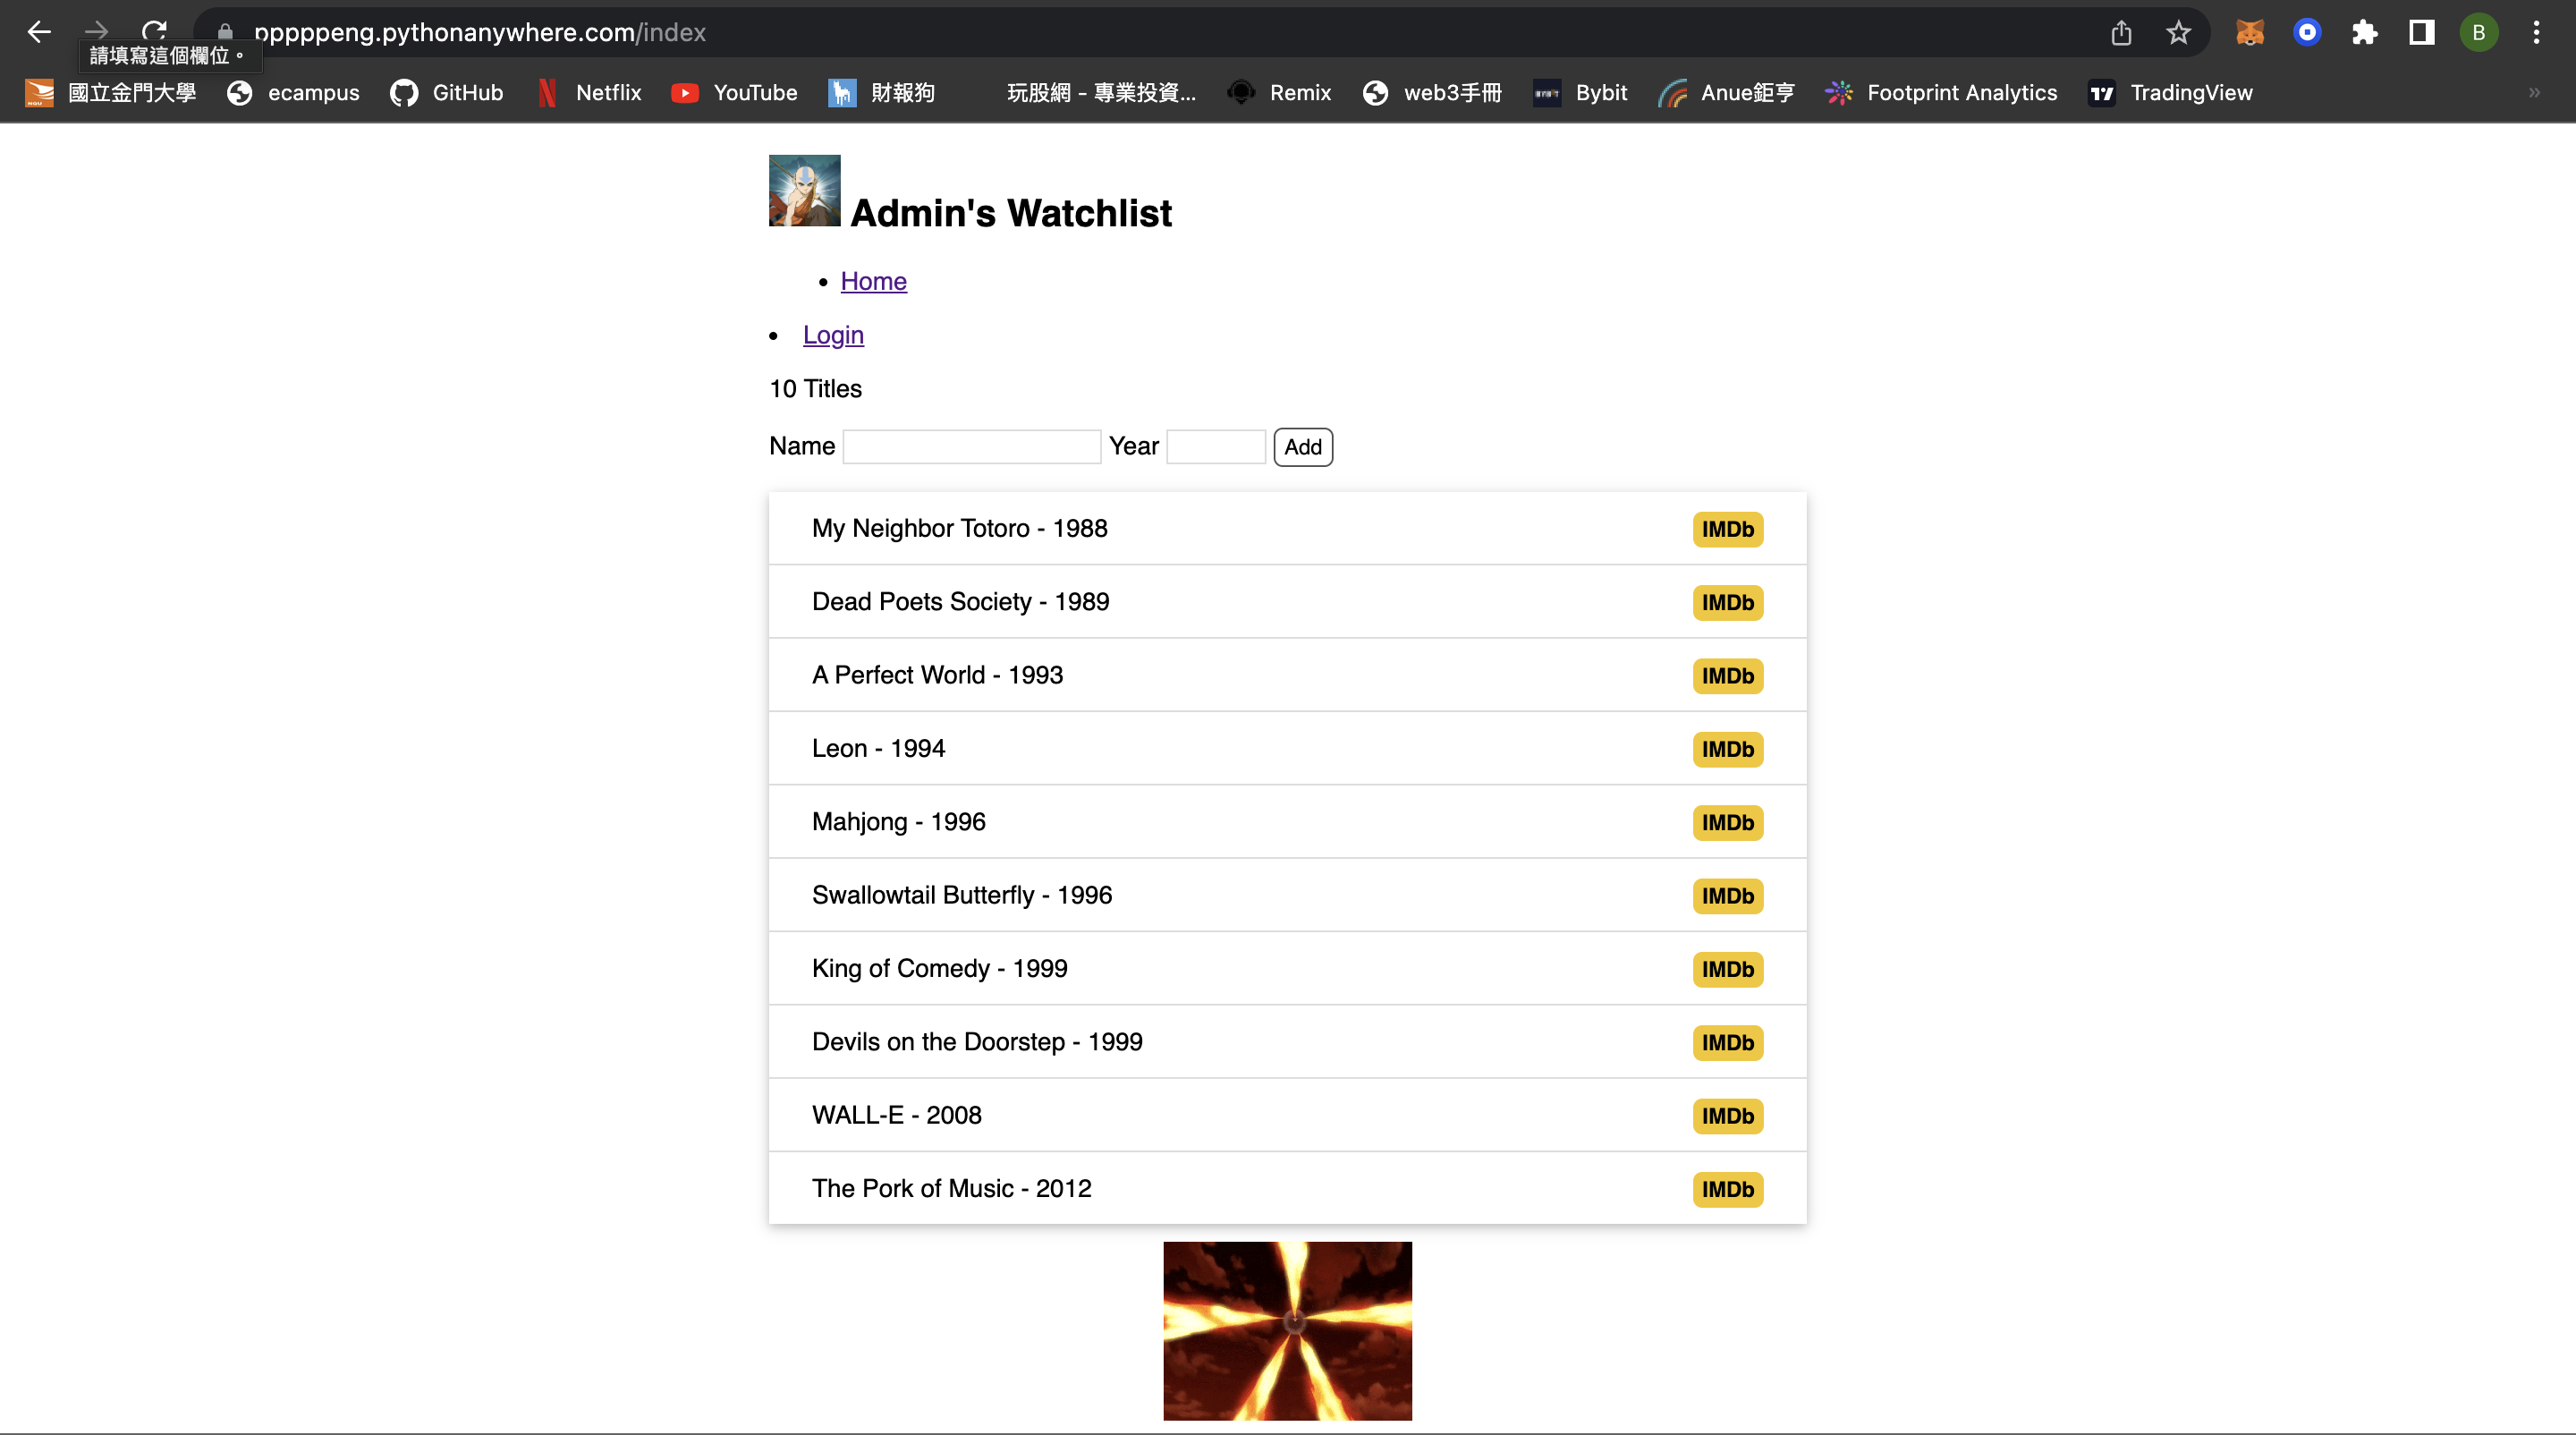 pppppeng.pythonanywhere.com/index
B
請填寫這個欄位。
國立金門大學 ecampus GitHub Netflix YouTube 財報狗 玩股網 - 專業投資... Remix web3手冊 Bybit Anue鉅亨 Footprint Analytics TradingView »
Admin's Watchlist
• Home
• Login
10 Titles
Name Year Add
My Neighbor Totoro - 1988 IMDb
Dead Poets Society - 1989 IMDb
A Perfect World - 1993 IMDb
Leon - 1994 IMDb
Mahjong - 1996 IMDb
Swallowtail Butterfly - 1996 IMDb
King of Comedy - 1999 IMDb
Devils on the Doorstep - 1999 IMDb
WALL-E - 2008 IMDb
The Pork of Music - 2012 IMDb